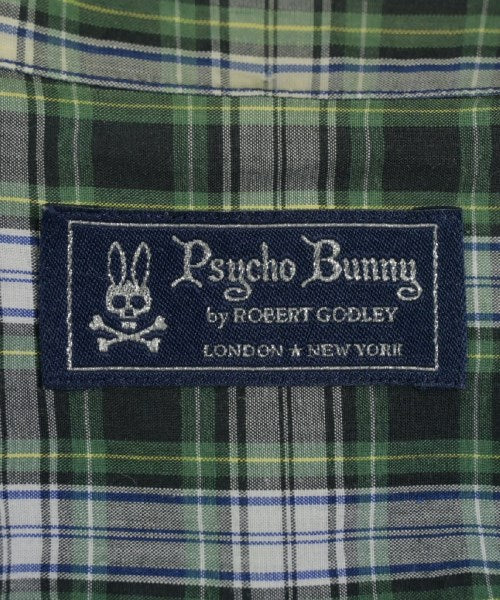 Psycho Bunny
by ROBERT GODLEY
LONDON ★ NEW YORK